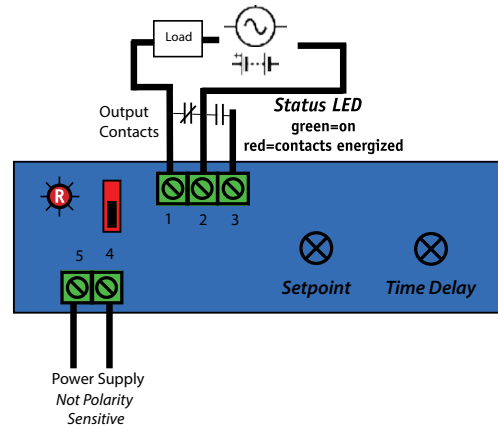 Load
Output
Contacts
Status LED
green=on
red=contacts energized
R
1 2 3
5 4
Setpoint
Time Delay
Power Supply
Not Polarity
Sensitive